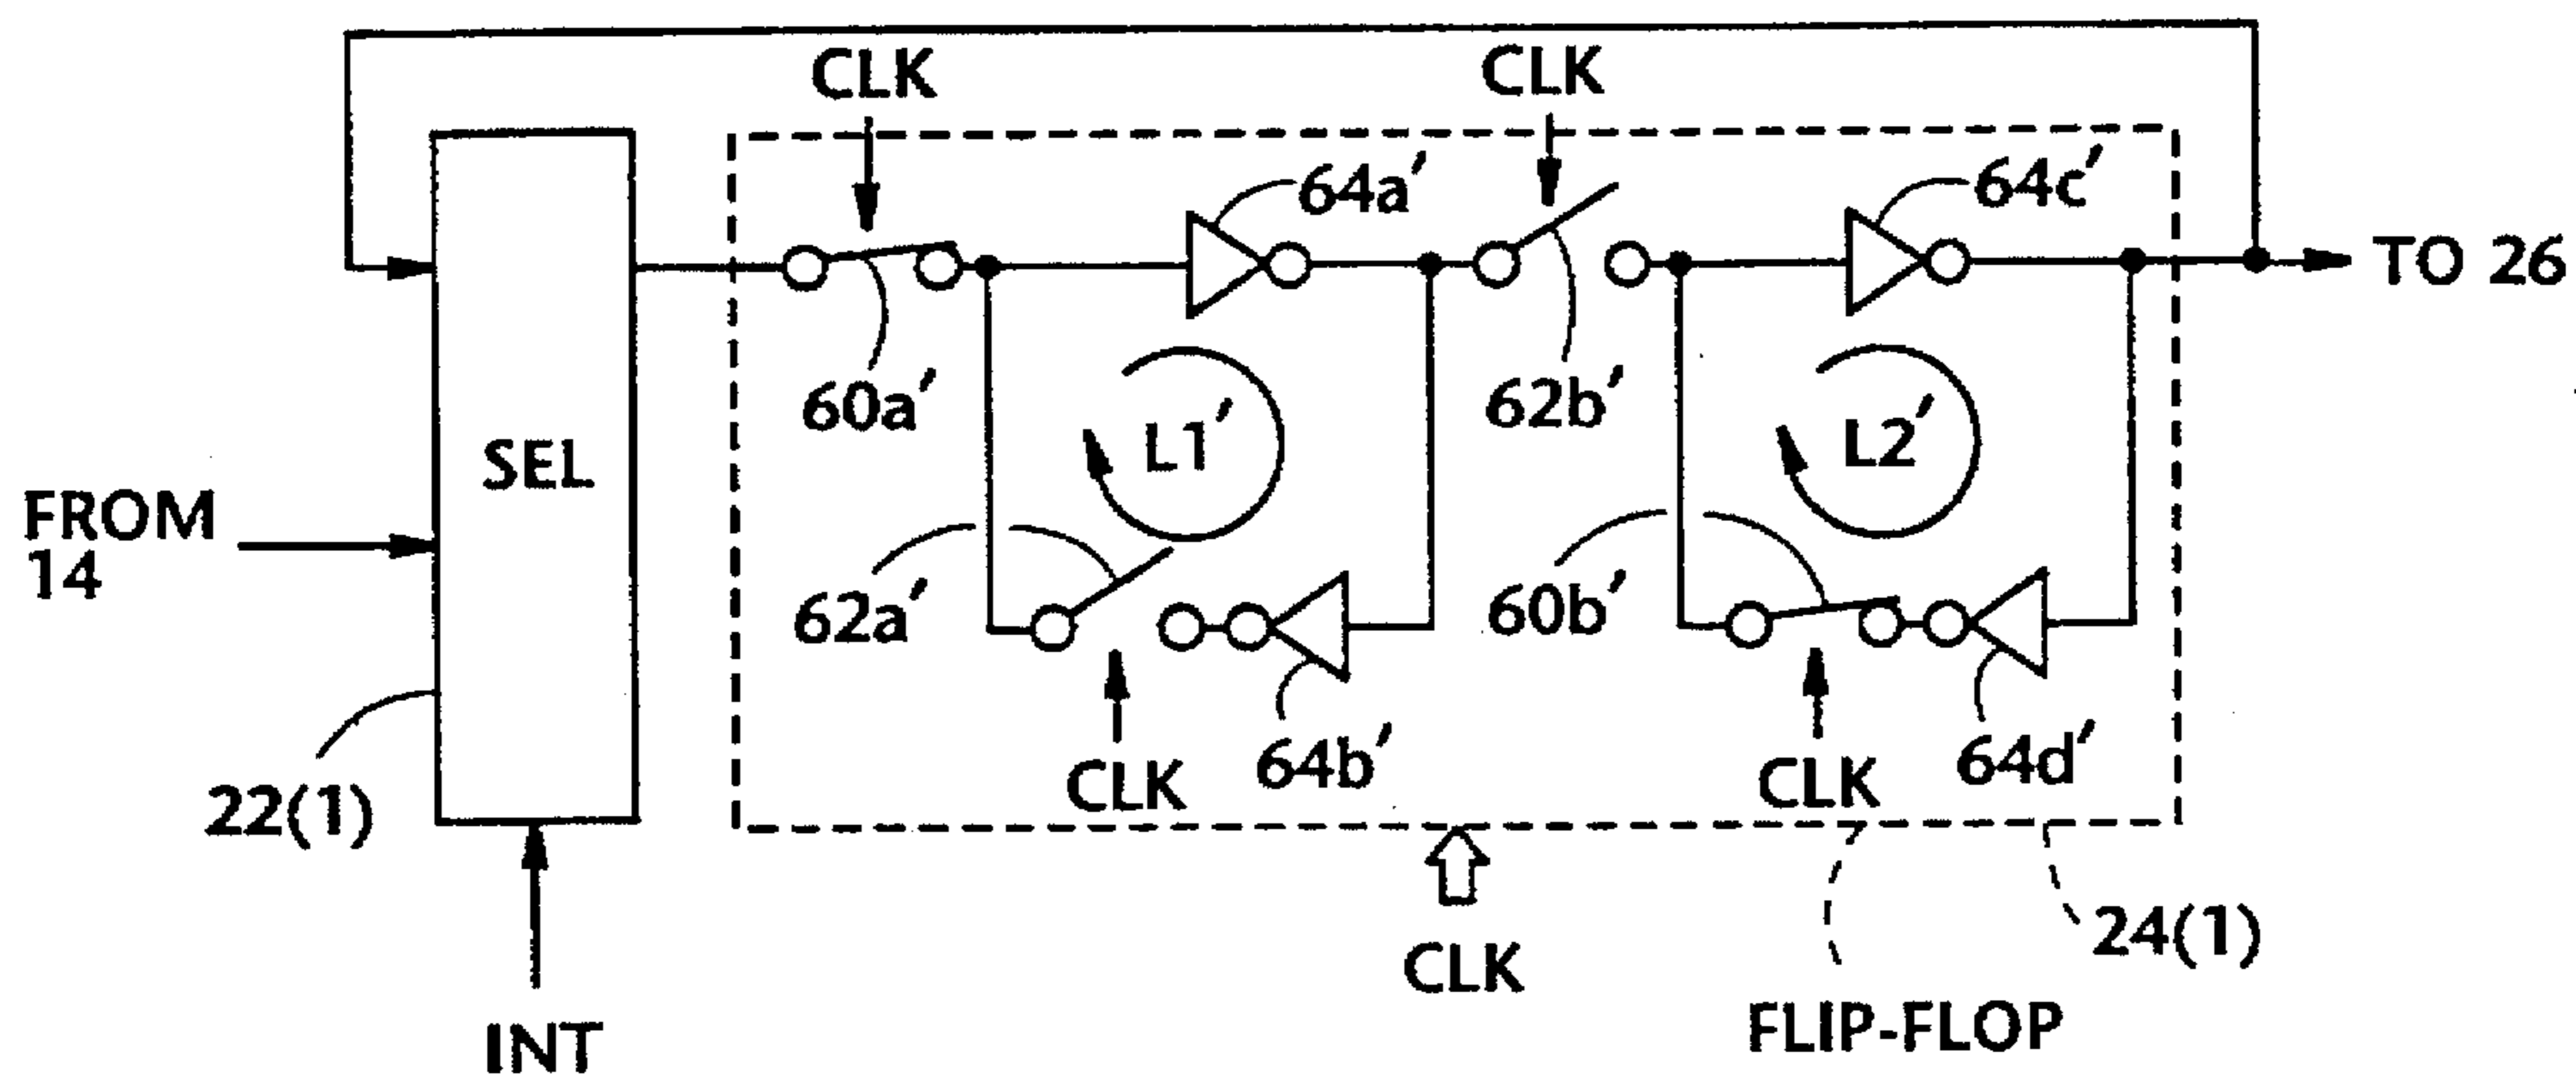 CLK
CLK
64a′
64c′
TO 26
60a′
62b′
L1′
L2′
SEL
FROM
14
62a′
60b′
22(1)
CLK
64b′
CLK
64d′
CLK
24(1)
INT
FLIP-FLOP